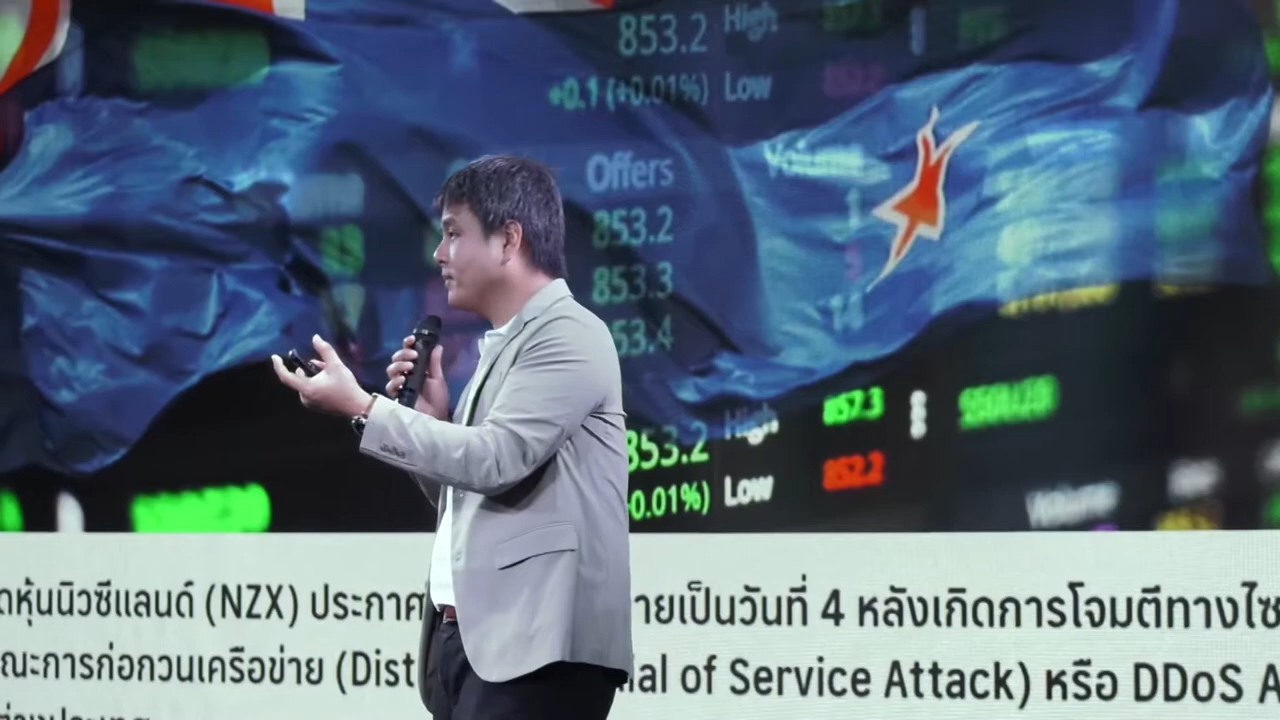 853.2 High
+0.1 (+0.01%) Low
Offers Volume
853.2 1
853.3
53.4 14
853.2 High 857.3
0.01%) Low 852.2
Volume
ดหุ้นนิวซีแลนด์ (NZX) ประกาศ ายเป็นวันที่ 4 หลังเกิดการโจมตีทางไซ
ณะการก่อกวนเครือข่าย (Dist ial of Service Attack) หรือ DDoS A